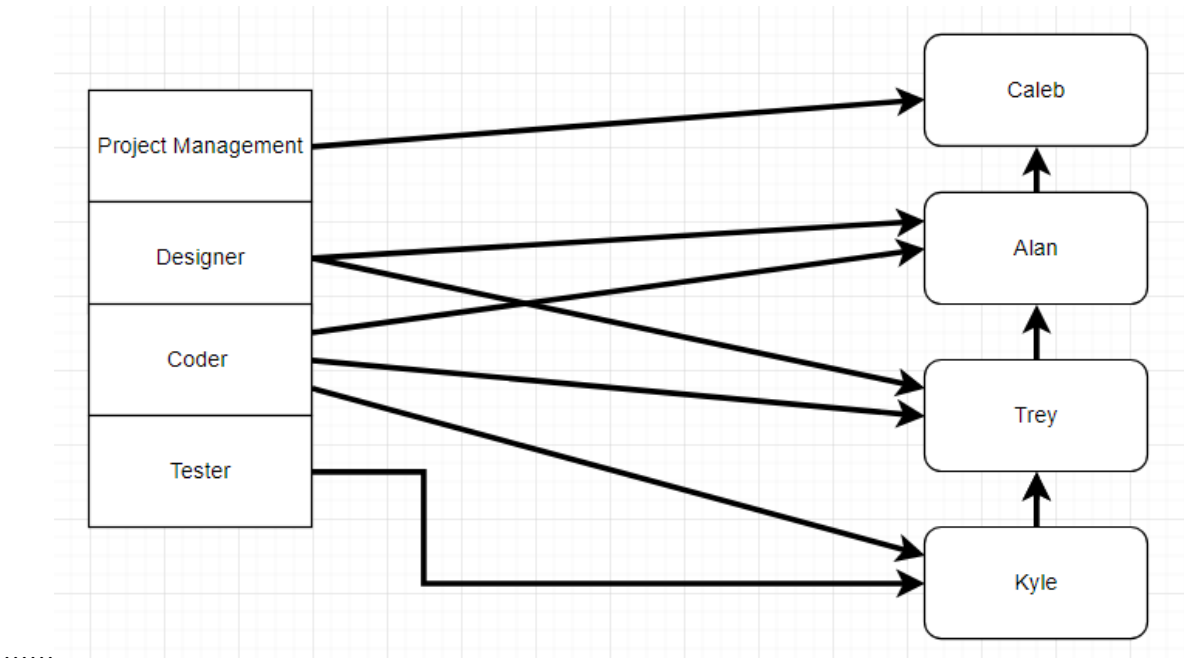 Project Management
Designer
Coder
Tester
Caleb
Alan
Trey
Kyle